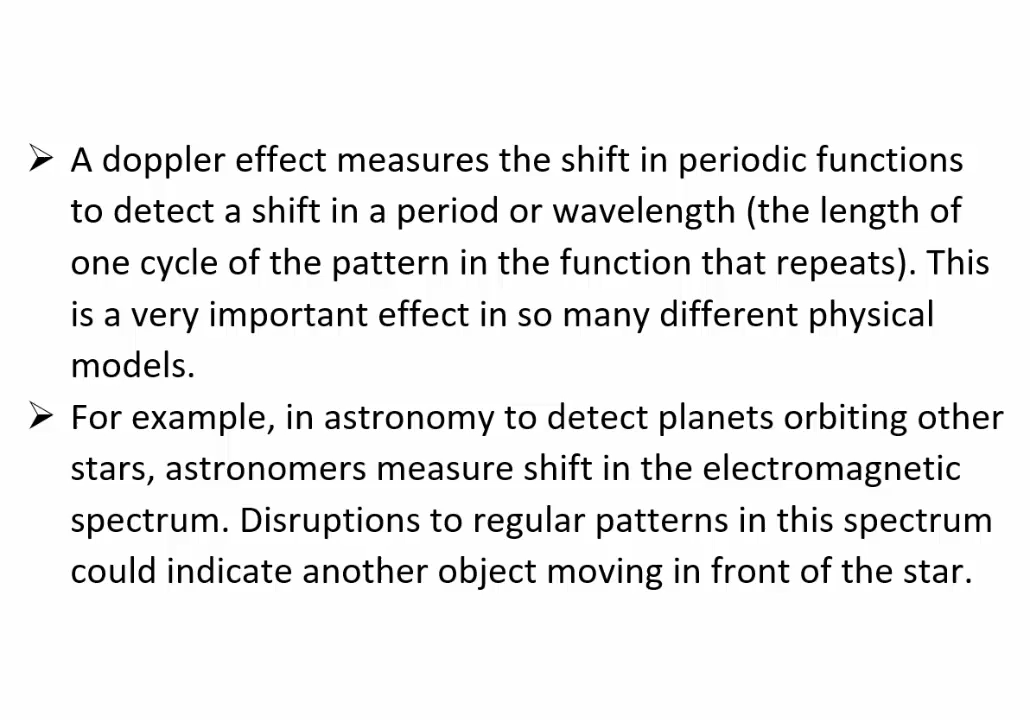 ➢ A doppler effect measures the shift in periodic functions
to detect a shift in a period or wavelength (the length of
one cycle of the pattern in the function that repeats). This
is a very important effect in so many different physical
models.
➢ For example, in astronomy to detect planets orbiting other
stars, astronomers measure shift in the electromagnetic
spectrum. Disruptions to regular patterns in this spectrum
could indicate another object moving in front of the star.